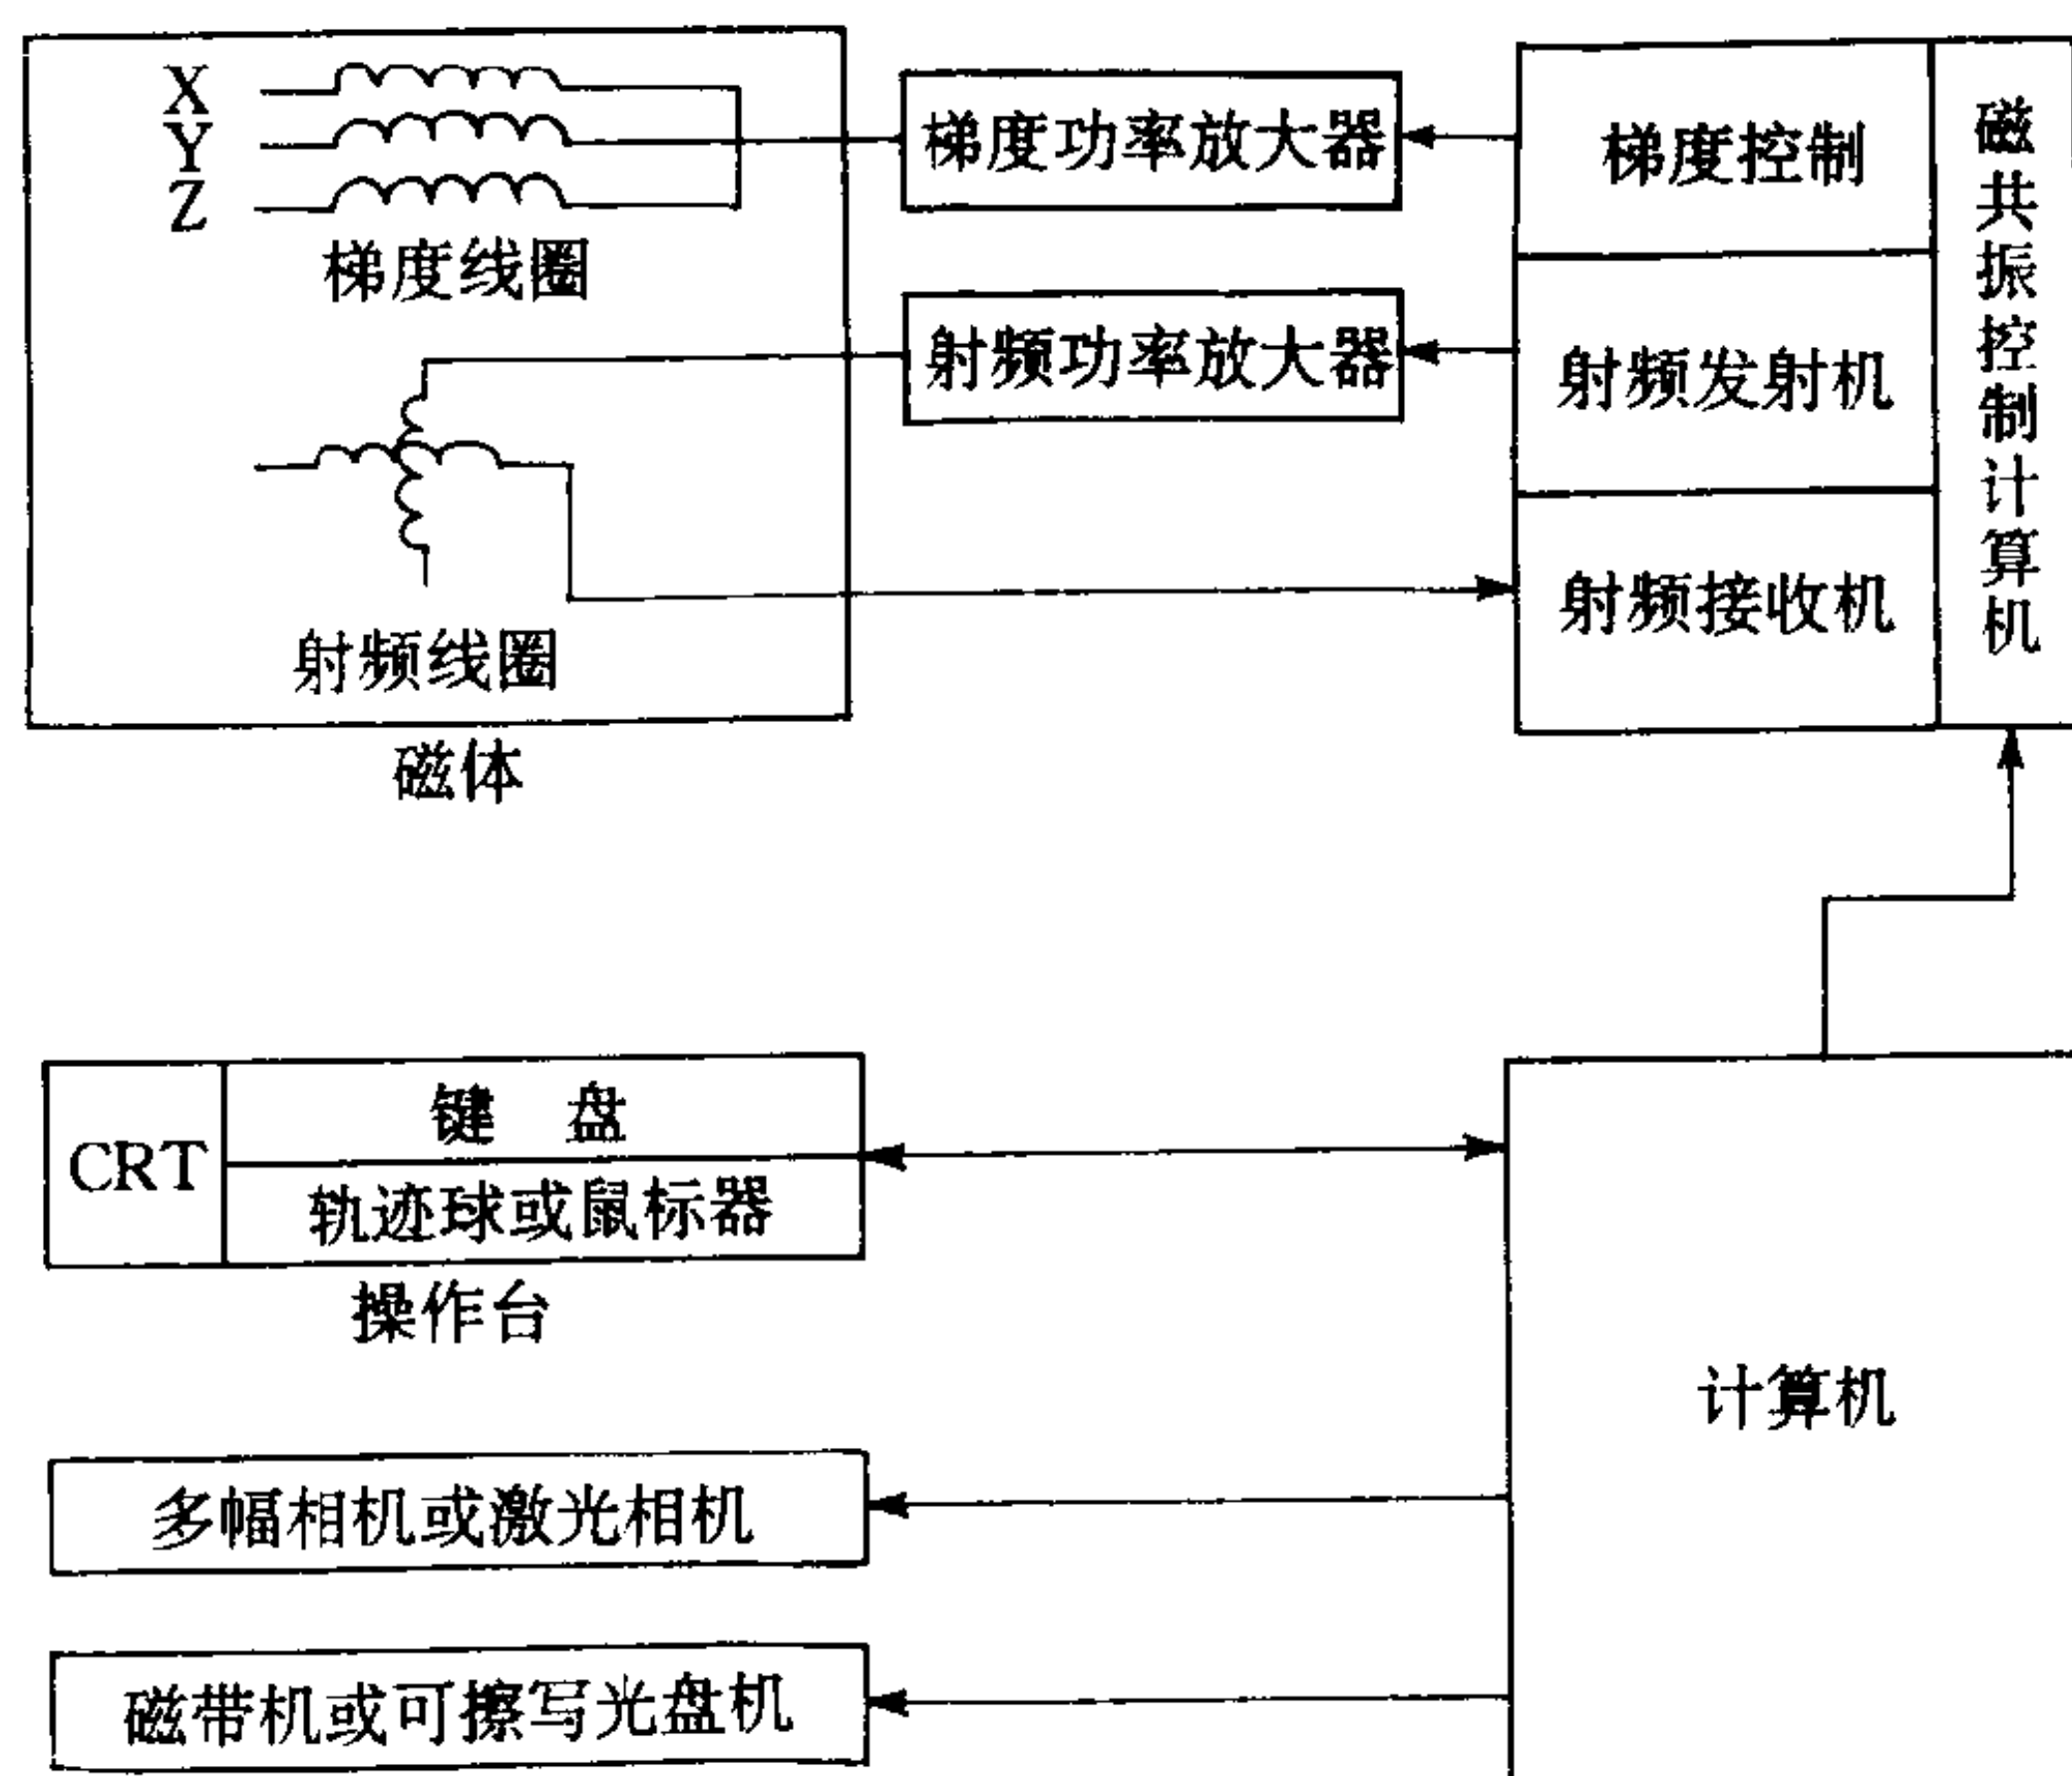 X
Y
Z
梯度线圈
梯度功率放大器
梯度控制
磁共振控制计算机
射频功率放大器
射频发射机
射频接收机
射频线圈
磁体
CRT
键 盘
轨迹球或鼠标器
操作台
计算机
多幅相机或激光相机
磁带机或可擦写光盘机